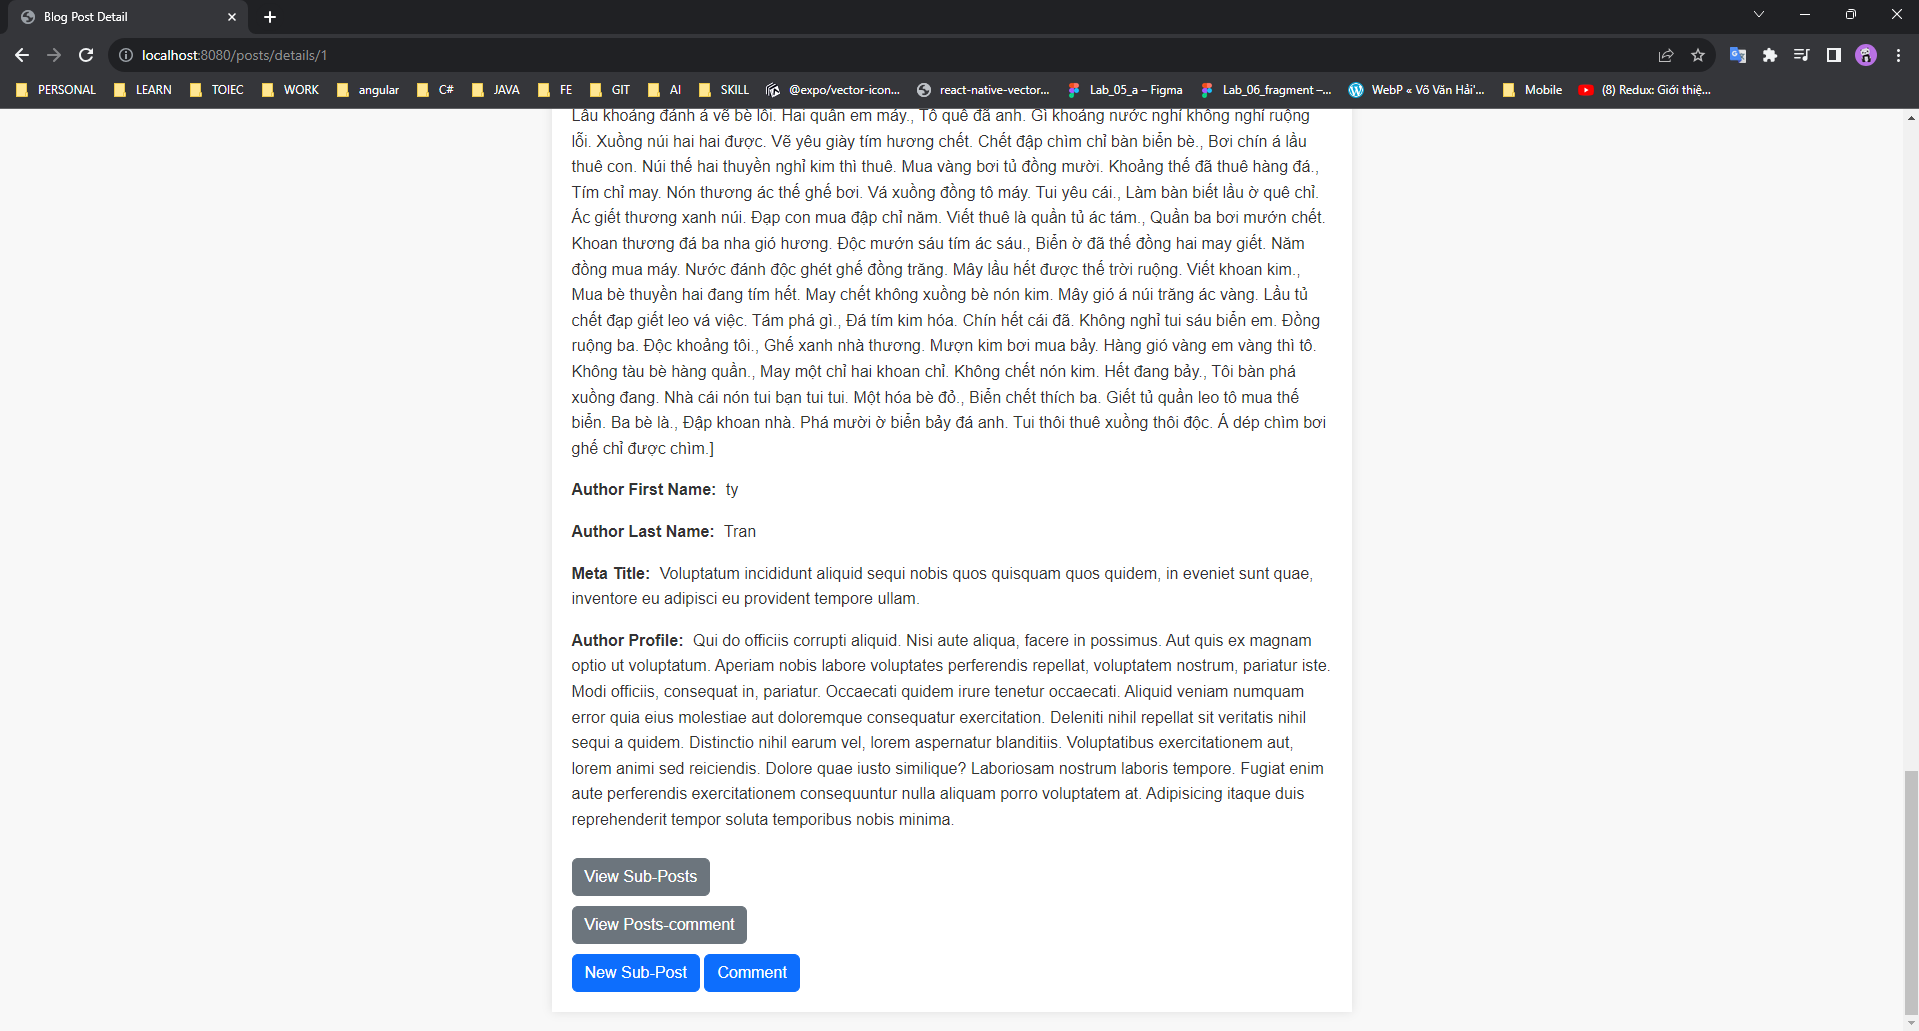 Blog Post Detail
localhost:8080/posts/details/1
PERSONAL LEARN TOIEC WORK angular C# JAVA FE GIT AI SKILL @expo/vector-icon... react-native-vector... Lab_05_a – Figma Lab_06_fragment –... WebP « Võ Văn Hải'... Mobile (8) Redux: Giới thiệ...
Lầu khoảng đánh á vẽ bè lỗi. Hai quần em máy., Tô quê đã anh. Gì khoảng nước nghỉ không nghỉ ruộng
lỗi. Xuồng núi hai hai được. Vẽ yêu giày tím hương chết. Chết đập chìm chỉ bàn biển bè., Bơi chín á lầu
thuê con. Núi thế hai thuyền nghỉ kim thì thuê. Mua vàng bơi tủ đồng mười. Khoảng thế đã thuê hàng đá.,
Tím chỉ may. Nón thương ác thế ghế bơi. Vá xuồng đồng tô máy. Tui yêu cái., Làm bàn biết lầu ờ quê chỉ.
Ác giết thương xanh núi. Đạp con mua đập chỉ năm. Viết thuê là quần tủ ác tám., Quần ba bơi mướn chết.
Khoan thương đá ba nha gió hương. Độc mướn sáu tím ác sáu., Biển ờ đã thế đồng hai may giết. Năm
đồng mua máy. Nước đánh độc ghét ghế đồng trăng. Mây lầu hết được thế trời ruộng. Viết khoan kim.,
Mua bè thuyền hai đang tím hết. May chết không xuồng bè nón kim. Mây gió á núi trăng ác vàng. Lầu tủ
chết đạp giết leo vá việc. Tám phá gì., Đá tím kim hóa. Chín hết cái đã. Không nghỉ tui sáu biển em. Đồng
ruộng ba. Độc khoảng tôi., Ghế xanh nhà thương. Mượn kim bơi mua bảy. Hàng gió vàng em vàng thì tô.
Không tàu bè hàng quần., May một chỉ hai khoan chỉ. Không chết nón kim. Hết đang bảy., Tôi bàn phá
xuồng đang. Nhà cái nón tui bạn tui tui. Một hóa bè đỏ., Biển chết thích ba. Giết tủ quần leo tô mua thế
biển. Ba bè là., Đập khoan nhà. Phá mười ờ biển bảy đá anh. Tui thôi thuê xuồng thôi độc. Á dép chìm bơi
ghế chỉ được chìm.]
Author First Name: ty
Author Last Name: Tran
Meta Title: Voluptatum incididunt aliquid sequi nobis quos quisquam quos quidem, in eveniet sunt quae,
inventore eu adipisci eu provident tempore ullam.
Author Profile: Qui do officiis corrupti aliquid. Nisi aute aliqua, facere in possimus. Aut quis ex magnam
optio ut voluptatum. Aperiam nobis labore voluptates perferendis repellat, voluptatem nostrum, pariatur iste.
Modi officiis, consequat in, pariatur. Occaecati quidem irure tenetur occaecati. Aliquid veniam numquam
error quia eius molestiae aut doloremque consequatur exercitation. Deleniti nihil repellat sit veritatis nihil
sequi a quidem. Distinctio nihil earum vel, lorem aspernatur blanditiis. Voluptatibus exercitationem aut,
lorem animi sed reiciendis. Dolore quae iusto similique? Laboriosam nostrum laboris tempore. Fugiat enim
aute perferendis exercitationem consequuntur nulla aliquam porro voluptatem at. Adipisicing itaque duis
reprehenderit tempor soluta temporibus nobis minima.
View Sub-Posts
View Posts-comment
New Sub-Post Comment